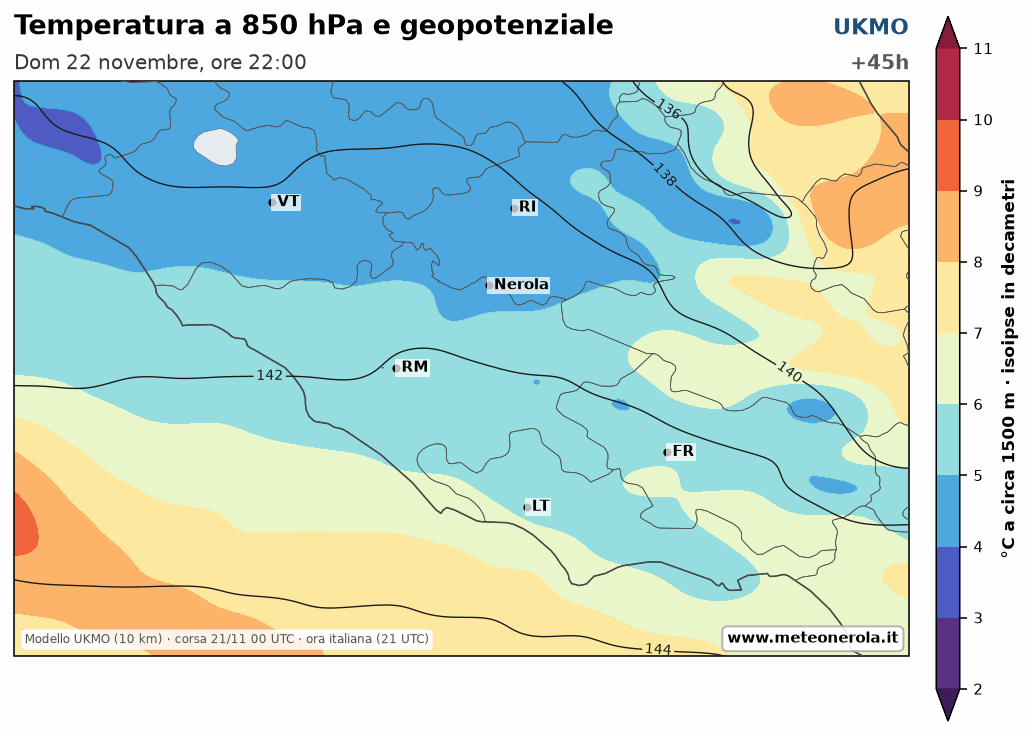 Temperatura a 850 hPa e geopotenziale
UKMO
Dom 22 novembre, ore 22:00
+45h
136
138
VT
RI
Nerola
142
RM
140
FR
LT
144
Modello UKMO (10 km) · corsa 21/11 00 UTC · ora italiana (21 UTC)
www.meteonerola.it
11
10
9
8
7
6
5
4
3
2
°C a circa 1500 m · isoipse in decametri